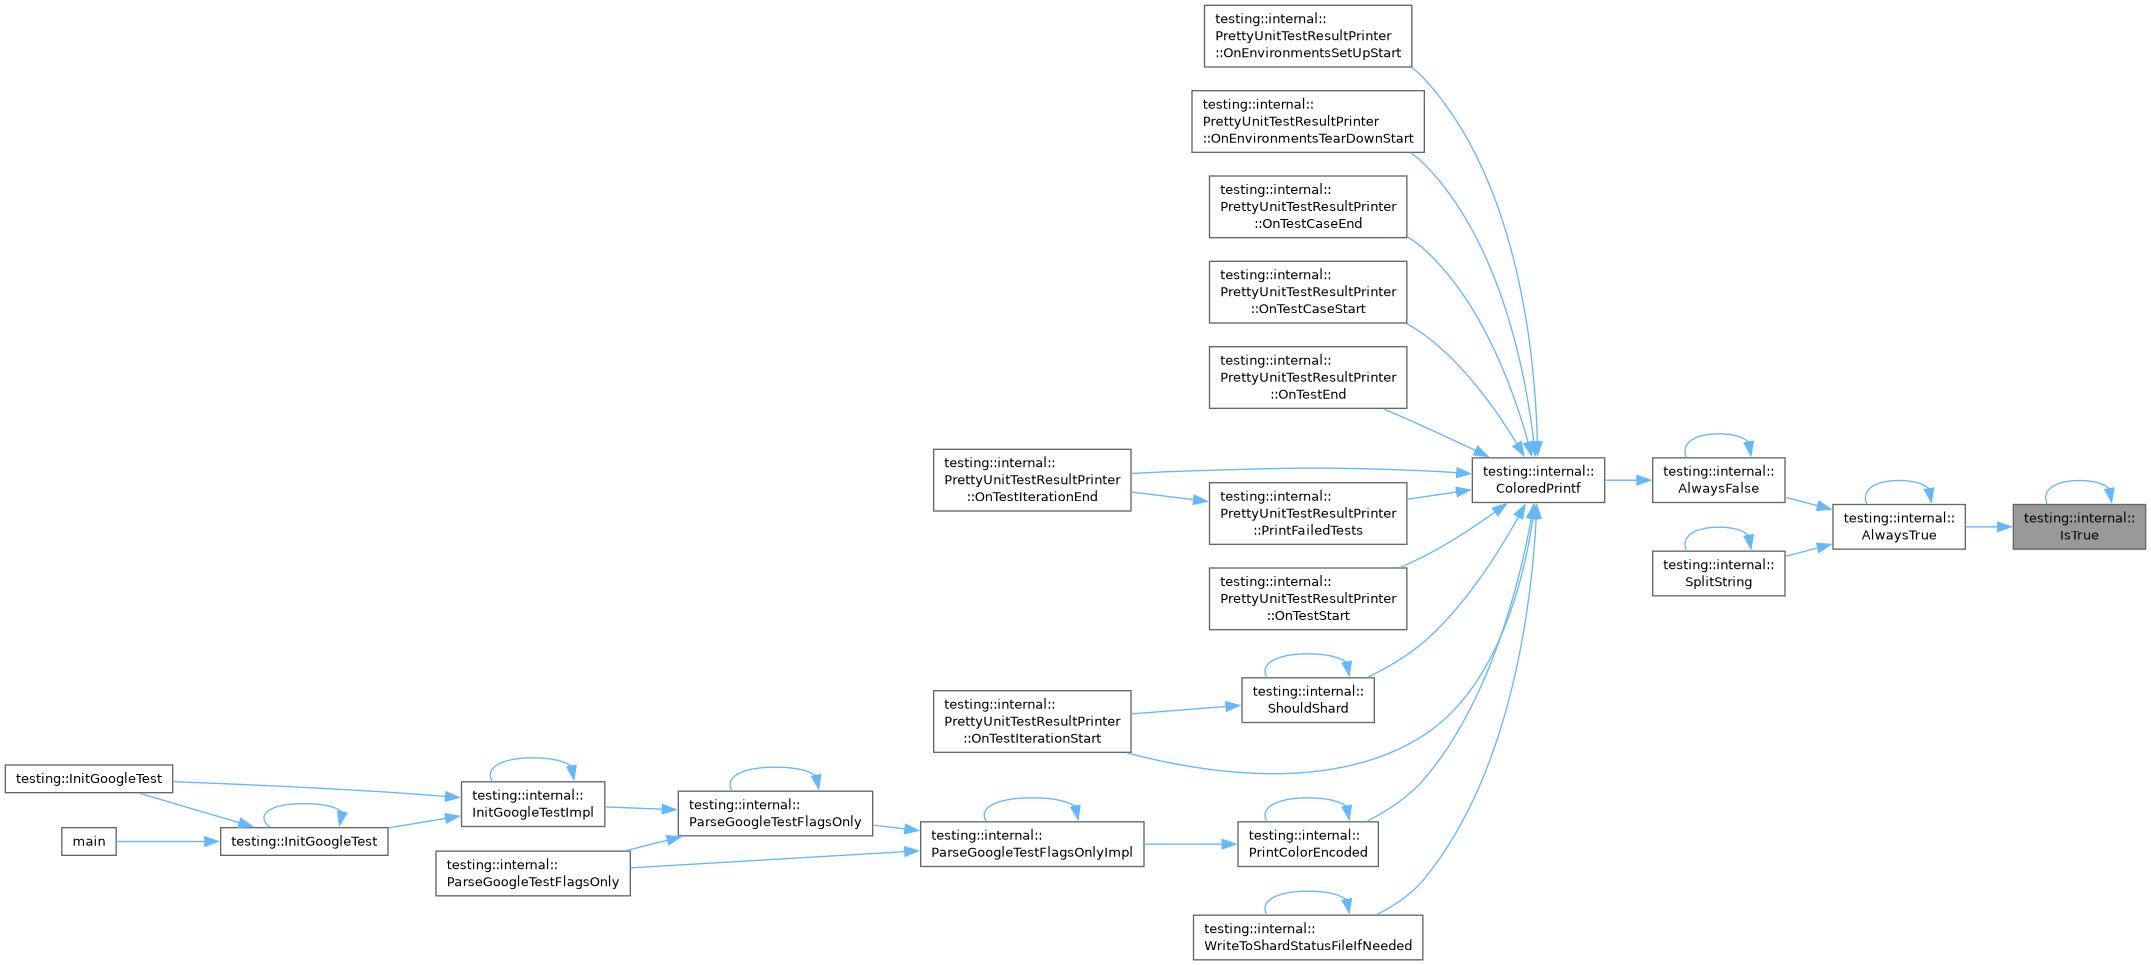 testing::internal::
PrettyUnitTestResultPrinter
::OnEnvironmentsSetUpStart
testing::internal::
PrettyUnitTestResultPrinter
::OnEnvironmentsTearDownStart
testing::internal::
PrettyUnitTestResultPrinter
::OnTestCaseEnd
testing::internal::
PrettyUnitTestResultPrinter
::OnTestCaseStart
testing::internal::
PrettyUnitTestResultPrinter
::OnTestEnd
testing::internal::
PrettyUnitTestResultPrinter
::OnTestIterationEnd
testing::internal::
PrettyUnitTestResultPrinter
::PrintFailedTests
testing::internal::
ColoredPrintf
testing::internal::
AlwaysFalse
testing::internal::
AlwaysTrue
testing::internal::
IsTrue
testing::internal::
SplitString
testing::internal::
PrettyUnitTestResultPrinter
::OnTestStart
testing::internal::
ShouldShard
testing::internal::
PrettyUnitTestResultPrinter
::OnTestIterationStart
testing::InitGoogleTest
testing::internal::
InitGoogleTestImpl
testing::internal::
ParseGoogleTestFlagsOnly
main
testing::InitGoogleTest
testing::internal::
ParseGoogleTestFlagsOnly
testing::internal::
ParseGoogleTestFlagsOnlyImpl
testing::internal::
PrintColorEncoded
testing::internal::
WriteToShardStatusFileIfNeeded